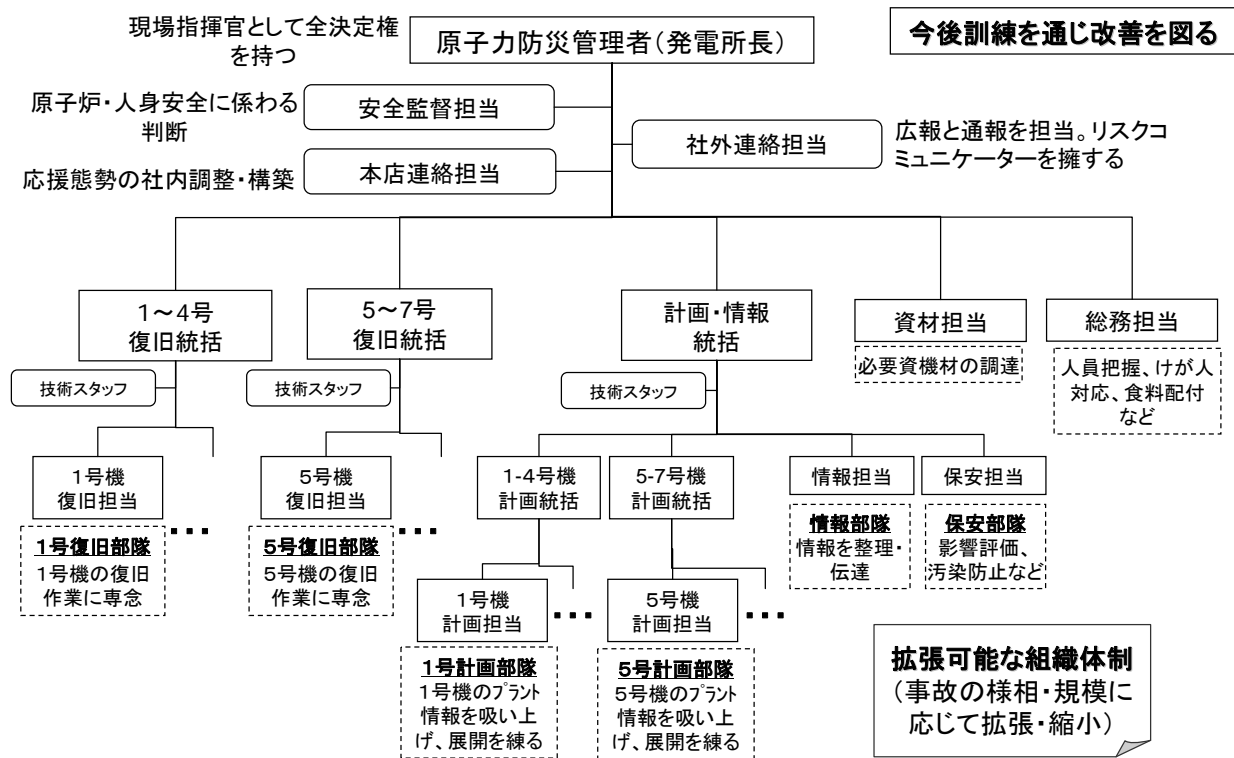 現場指揮官として全決定権
を持つ
原子力防災管理者(発電所長)
今後訓練を通じ改善を図る
原子炉・人身安全に係わる
判断
安全監督担当
社外連絡担当
広報と通報を担当。リスクコ
ミュニケーターを擁する
応援態勢の社内調整・構築
本店連絡担当
1～4号
復旧統括
5～7号
復旧統括
計画・情報
統括
資材担当
総務担当
必要資機材の調達
人員把握、けが人
対応、食料配付
など
技術スタッフ
技術スタッフ
技術スタッフ
1号機
復旧担当
5号機
復旧担当
1-4号機
計画統括
5-7号機
計画統括
情報担当
保安担当
1号復旧部隊
1号機の復旧
作業に専念
5号復旧部隊
5号機の復旧
作業に専念
情報部隊
情報を整理・
伝達
保安部隊
影響評価、
汚染防止など
1号機
計画担当
5号機
計画担当
1号計画部隊
1号機のプラント
情報を吸い上
げ、展開を練る
5号計画部隊
5号機のプラント
情報を吸い上
げ、展開を練る
拡張可能な組織体制
(事故の様相・規模に
応じて拡張・縮小)